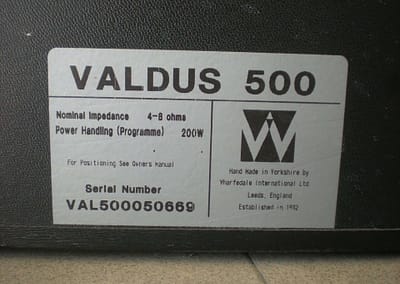 VALDUS 500
Nominal Impedance 4-8 ohms
Power Handling (Programme) 200W
For Positioning See Owners Manual
Serial Number
VAL500050669
Hand Made in Yorkshire by
Wharfedale International Ltd
Leeds, England
Established in 1932